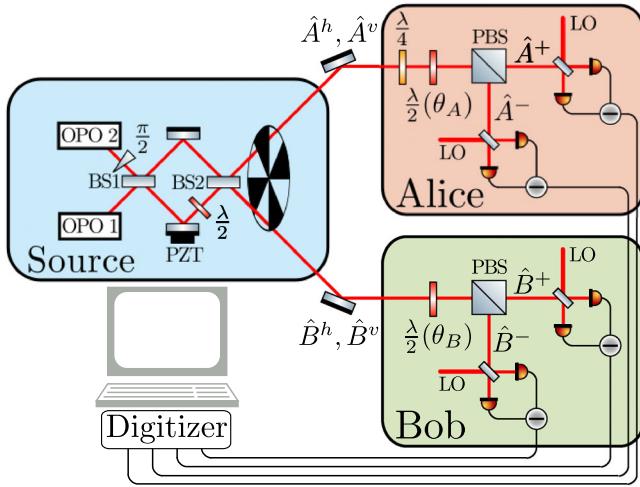 Â^h, Â^v
λ/4
PBS
Â^+
LO
λ/2(θ_A)
Â^-
LO
Alice
OPO 2
π/2
BS1
BS2
OPO 1
λ/2
PZT
Source
B̂^h, B̂^v
PBS
B̂^+
LO
λ/2(θ_B)
B̂^-
LO
Bob
Digitizer